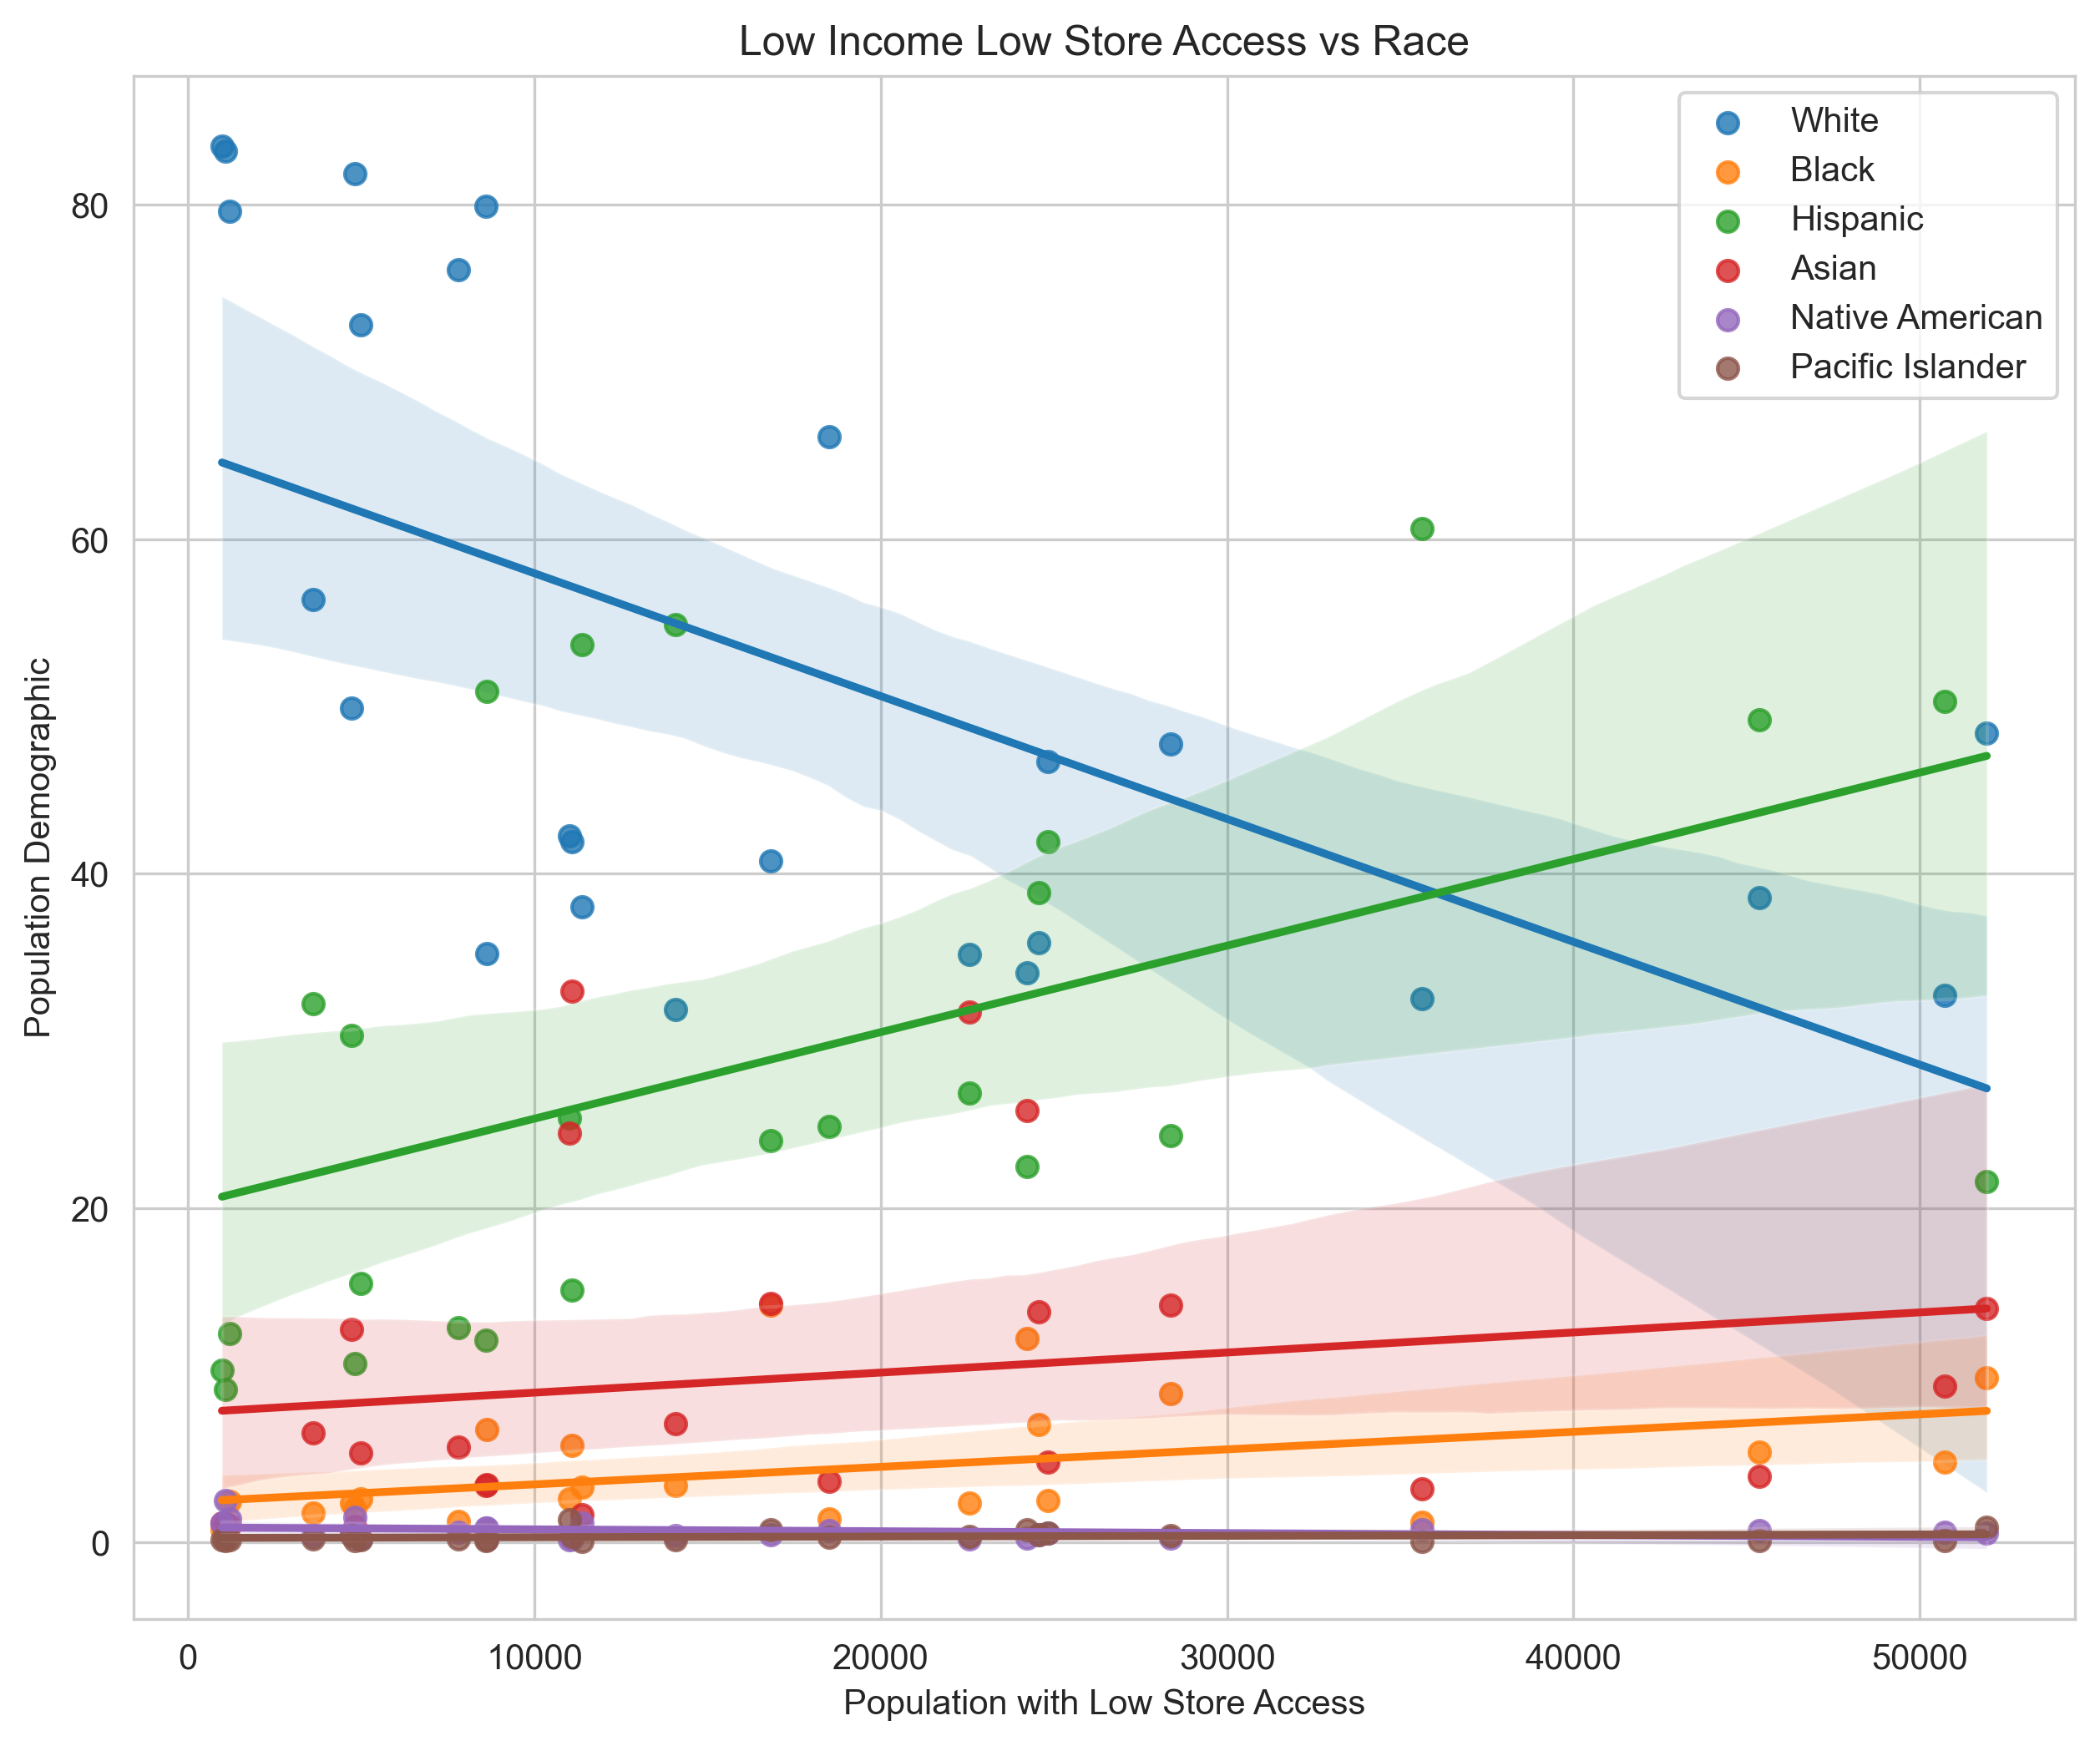 Low Income Low Store Access vs Race
White
Black
Hispanic
Asian
Native American
Pacific Islander
Population Demographic
80
60
40
20
0
0 10000 20000 30000 40000 50000
Population with Low Store Access